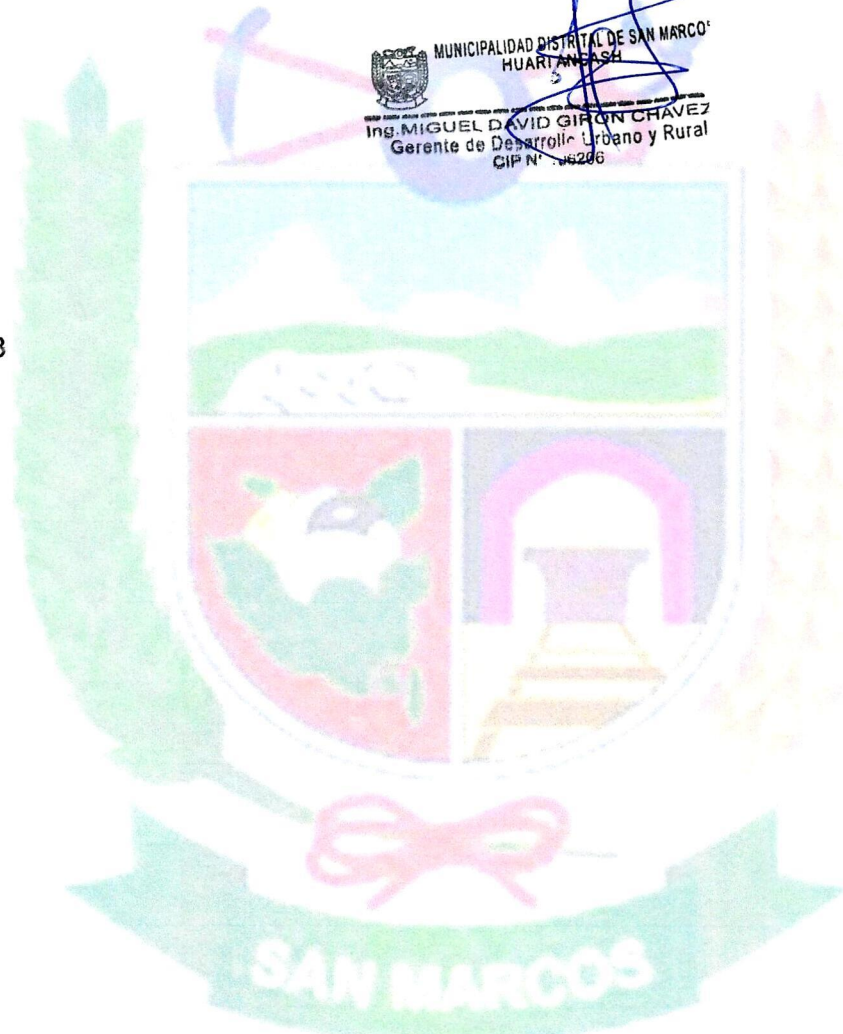 MUNICIPALIDAD DISTRITAL DE SAN MARCOS
HUARI ANCASH
Ing. MIGUEL DAVID GIRON CHAVEZ
Gerente de Desarrollo Urbano y Rural
CIP N°
SAN MARCOS